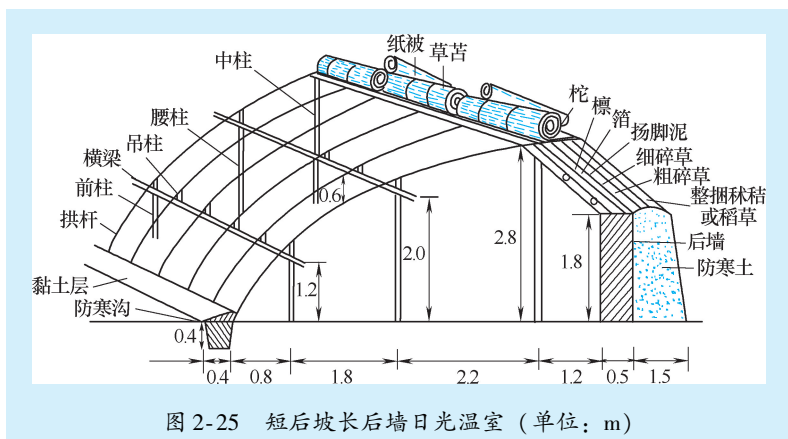 纸被
草苫
中柱
柁
檩
箔
扬脚泥
细碎草
粗碎草
整捆秫秸
或稻草
后墙
防寒土
腰柱
吊柱
横梁
前柱
拱杆
黏土层
防寒沟
0.6
2.0
2.8
1.8
1.2
0.4
0.4
0.8
1.8
2.2
1.2
0.5
1.5
图 2-25 短后坡长后墙日光温室（单位：m）